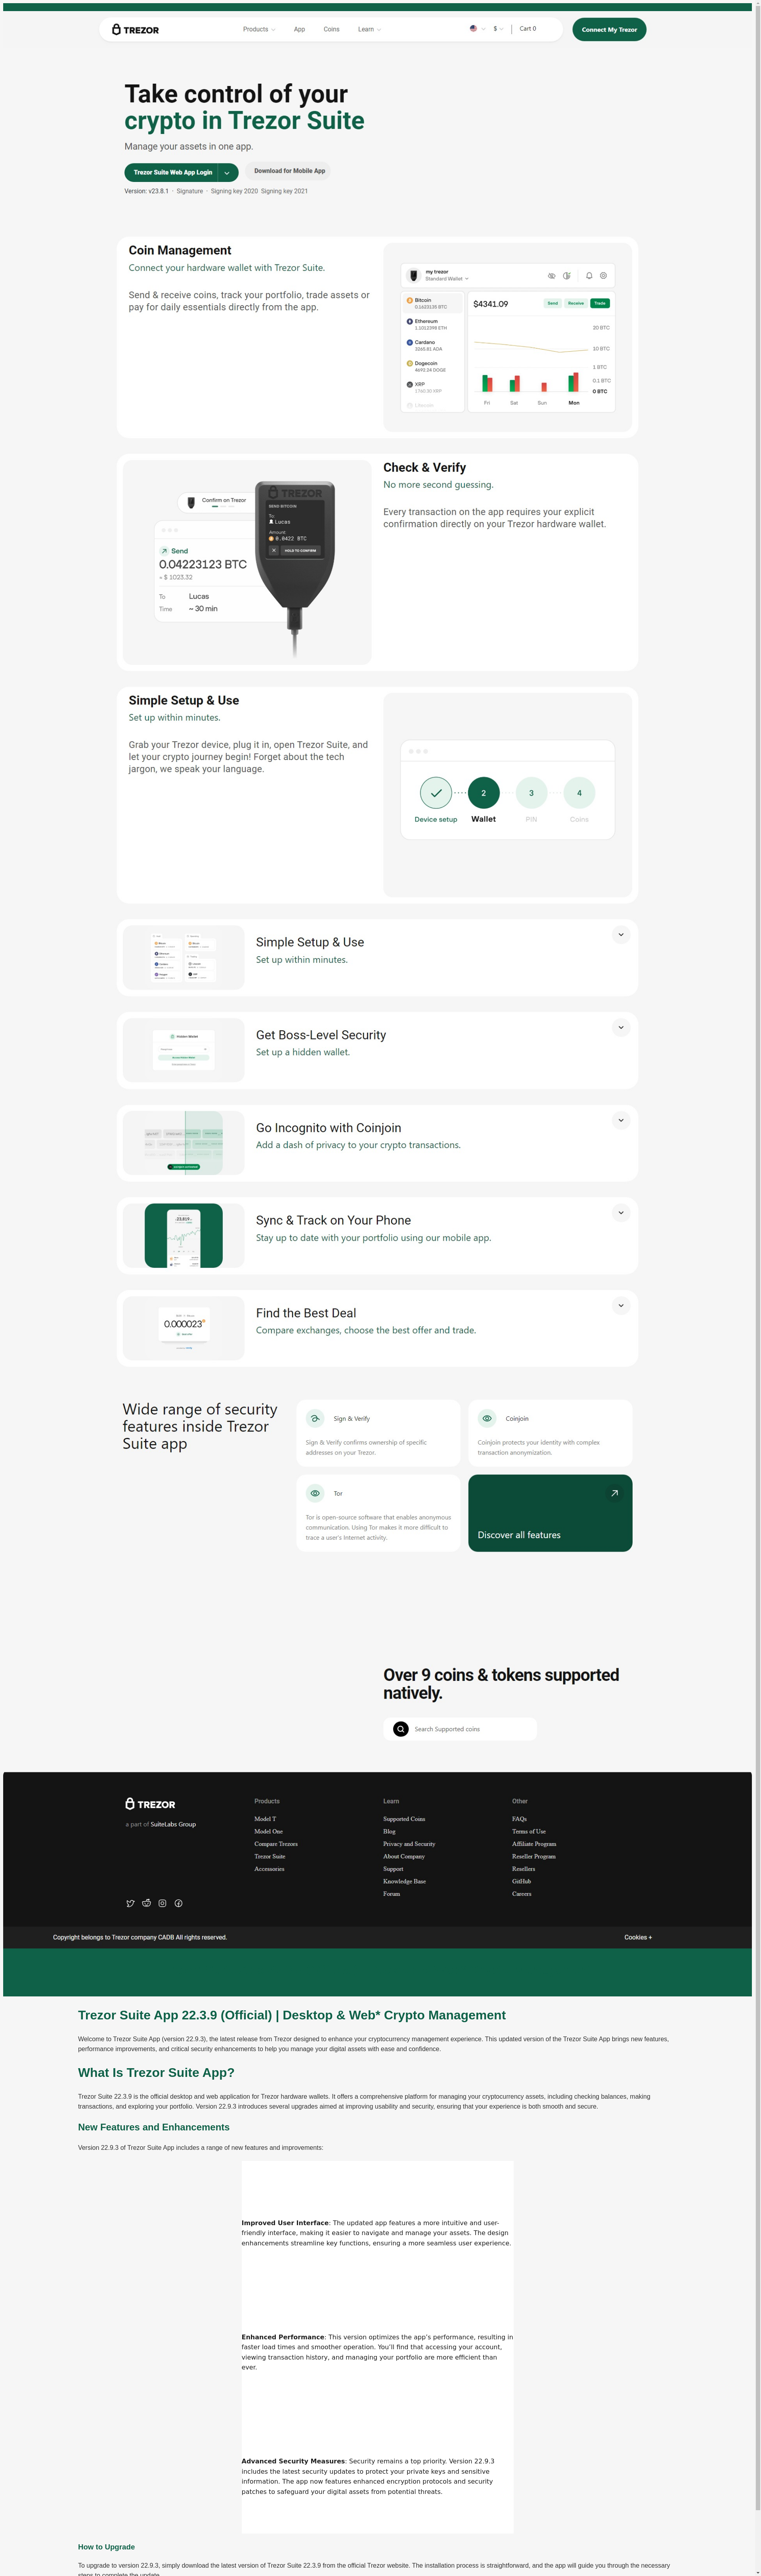 TREZOR
Products
App
Coins
Learn
$
Cart 0
Connect My Trezor
Take control of your
crypto in Trezor Suite
Manage your assets in one app.
Trezor Suite Web App Login
Download for Mobile App
Version: v23.8.1 · Signature · Signing key 2020 Signing key 2021
Coin Management
Connect your hardware wallet with Trezor Suite.
Send & receive coins, track your portfolio, trade assets or
pay for daily essentials directly from the app.
my trezor
Standard Wallet
Bitcoin
Ethereum
1.1012098 ETH
Cardano
3265.81 ADA
Dogecoin
4693.24 DOGE
XRP
$4341.09
Send
Receive
Trade
20 BTC
10 BTC
1 BTC
0.1 BTC
0 BTC
Fri
Sat
Sun
Mon
Confirm on Trezor
Send
0.04223123 BTC
≈ $ 1023.32
To
Lucas
Time
~ 30 min
TREZOR
SEND BITCOIN
To
Lucas
Amount
0.0422 BTC
HOLD TO CONFIRM
Check & Verify
No more second guessing.
Every transaction on the app requires your explicit
confirmation directly on your Trezor hardware wallet.
Simple Setup & Use
Set up within minutes.
Grab your Trezor device, plug it in, open Trezor Suite, and
let your crypto journey begin! Forget about the tech
jargon, we speak your language.
2
3
4
Device setup
Wallet
PIN
Coins
Simple Setup & Use
Set up within minutes.
Get Boss-Level Security
Set up a hidden wallet.
Go Incognito with Coinjoin
Add a dash of privacy to your crypto transactions.
Sync & Track on Your Phone
Stay up to date with your portfolio using our mobile app.
0.000023
Find the Best Deal
Compare exchanges, choose the best offer and trade.
Wide range of security
features inside Trezor
Suite app
Sign & Verify
Sign & Verify confirms ownership of specific
addresses on your Trezor.
Coinjoin
Coinjoin protects your identity with complex
transaction anonymization.
Tor
Tor is open-source software that enables anonymous
communication. Using Tor makes it more difficult to
trace a user's Internet activity.
Discover all features
Over 9 coins & tokens supported
natively.
Search Supported coins
TREZOR
a part of SuiteLabs Group
Products
Model T
Model One
Compare Trezors
Trezor Suite
Accessories
Learn
Supported Coins
Blog
Privacy and Security
About Company
Support
Knowledge Base
Forum
Other
FAQs
Terms of Use
Affiliate Program
Reseller Program
Resellers
GitHub
Careers
Copyright belongs to Trezor company CADB All rights reserved.
Cookies +
Trezor Suite App 22.3.9 (Official) | Desktop & Web* Crypto Management
Welcome to Trezor Suite App (version 22.9.3), the latest release from Trezor designed to enhance your cryptocurrency management experience. This updated version of the Trezor Suite App brings new features,
performance improvements, and critical security enhancements to help you manage your digital assets with ease and confidence.
What Is Trezor Suite App?
Trezor Suite 22.3.9 is the official desktop and web application for Trezor hardware wallets. It offers a comprehensive platform for managing your cryptocurrency assets, including checking balances, making
transactions, and exploring your portfolio. Version 22.9.3 introduces several upgrades aimed at improving usability and security, ensuring that your experience is both smooth and secure.
New Features and Enhancements
Version 22.9.3 of Trezor Suite App includes a range of new features and improvements:
Improved User Interface: The updated app features a more intuitive and user-
friendly interface, making it easier to navigate and manage your assets. The design
enhancements streamline key functions, ensuring a more seamless user experience.
Enhanced Performance: This version optimizes the app's performance, resulting in
faster load times and smoother operation. You'll find that accessing your account,
viewing transaction history, and managing your portfolio are more efficient than
ever.
Advanced Security Measures: Security remains a top priority. Version 22.9.3
includes the latest security updates to protect your private keys and sensitive
information. The app now features enhanced encryption protocols and security
patches to safeguard your digital assets from potential threats.
How to Upgrade
To upgrade to version 22.9.3, simply download the latest version of Trezor Suite 22.3.9 from the official Trezor website. The installation process is straightforward, and the app will guide you through the necessary
steps to complete the update.